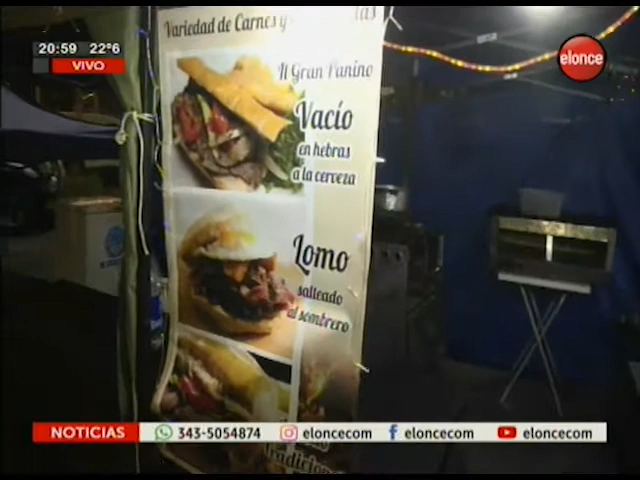 20:59 22°6
VIVO
elonce
Variedad de Carnes y
Il Gran Panino
Vacío
en hebras
a la cerveza
Lomo
salteado
al sombrero
NOTICIAS 343-5054874 eloncecom eloncecom eloncecom